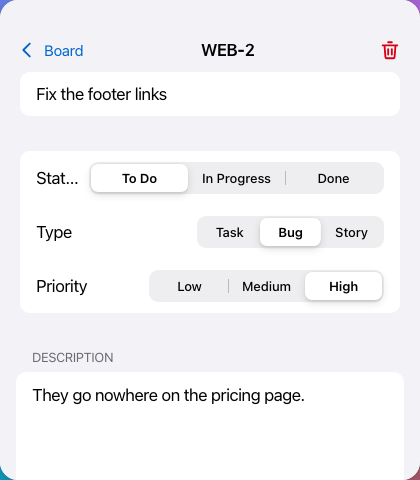 Board WEB-2
Fix the footer links
Stat... To Do In Progress Done
Type Task Bug Story
Priority Low Medium High
DESCRIPTION
They go nowhere on the pricing page.